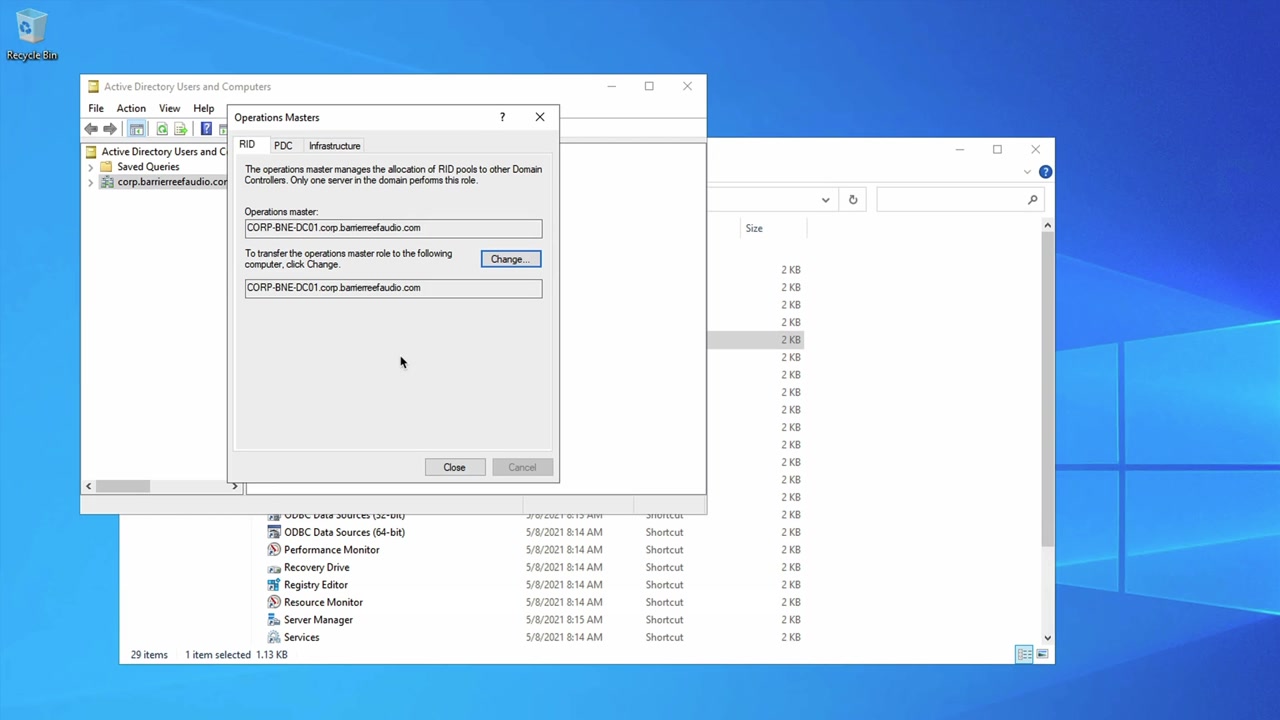 Recycle Bin
Active Directory Users and Computers
File Action View Help
Operations Masters
?
RID PDC Infrastructure
The operations master manages the allocation of RID pools to other Domain
Controllers. Only one server in the domain performs this role.
Operations master:
CORP-BNE-DC01.corp.barrierreefaudio.com
To transfer the operations master role to the following
computer, click Change.
Change...
CORP-BNE-DC01.corp.barrierreefaudio.com
Close Cancel
Active Directory Users and C
Saved Queries
corp.barrierreefaudio.con
Size
2 KB
2 KB
2 KB
2 KB
2 KB
2 KB
2 KB
2 KB
2 KB
2 KB
2 KB
2 KB
2 KB
2 KB
ODBC Data Sources (32-bit) 5/8/2021 8:13 AM Shortcut 2 KB
ODBC Data Sources (64-bit) 5/8/2021 8:14 AM Shortcut 2 KB
Performance Monitor 5/8/2021 8:14 AM Shortcut 2 KB
Recovery Drive 5/8/2021 8:14 AM Shortcut 2 KB
Registry Editor 5/8/2021 8:14 AM Shortcut 2 KB
Resource Monitor 5/8/2021 8:14 AM Shortcut 2 KB
Server Manager 5/8/2021 8:15 AM Shortcut 2 KB
Services 5/8/2021 8:14 AM Shortcut 2 KB
29 items 1 item selected 1.13 KB